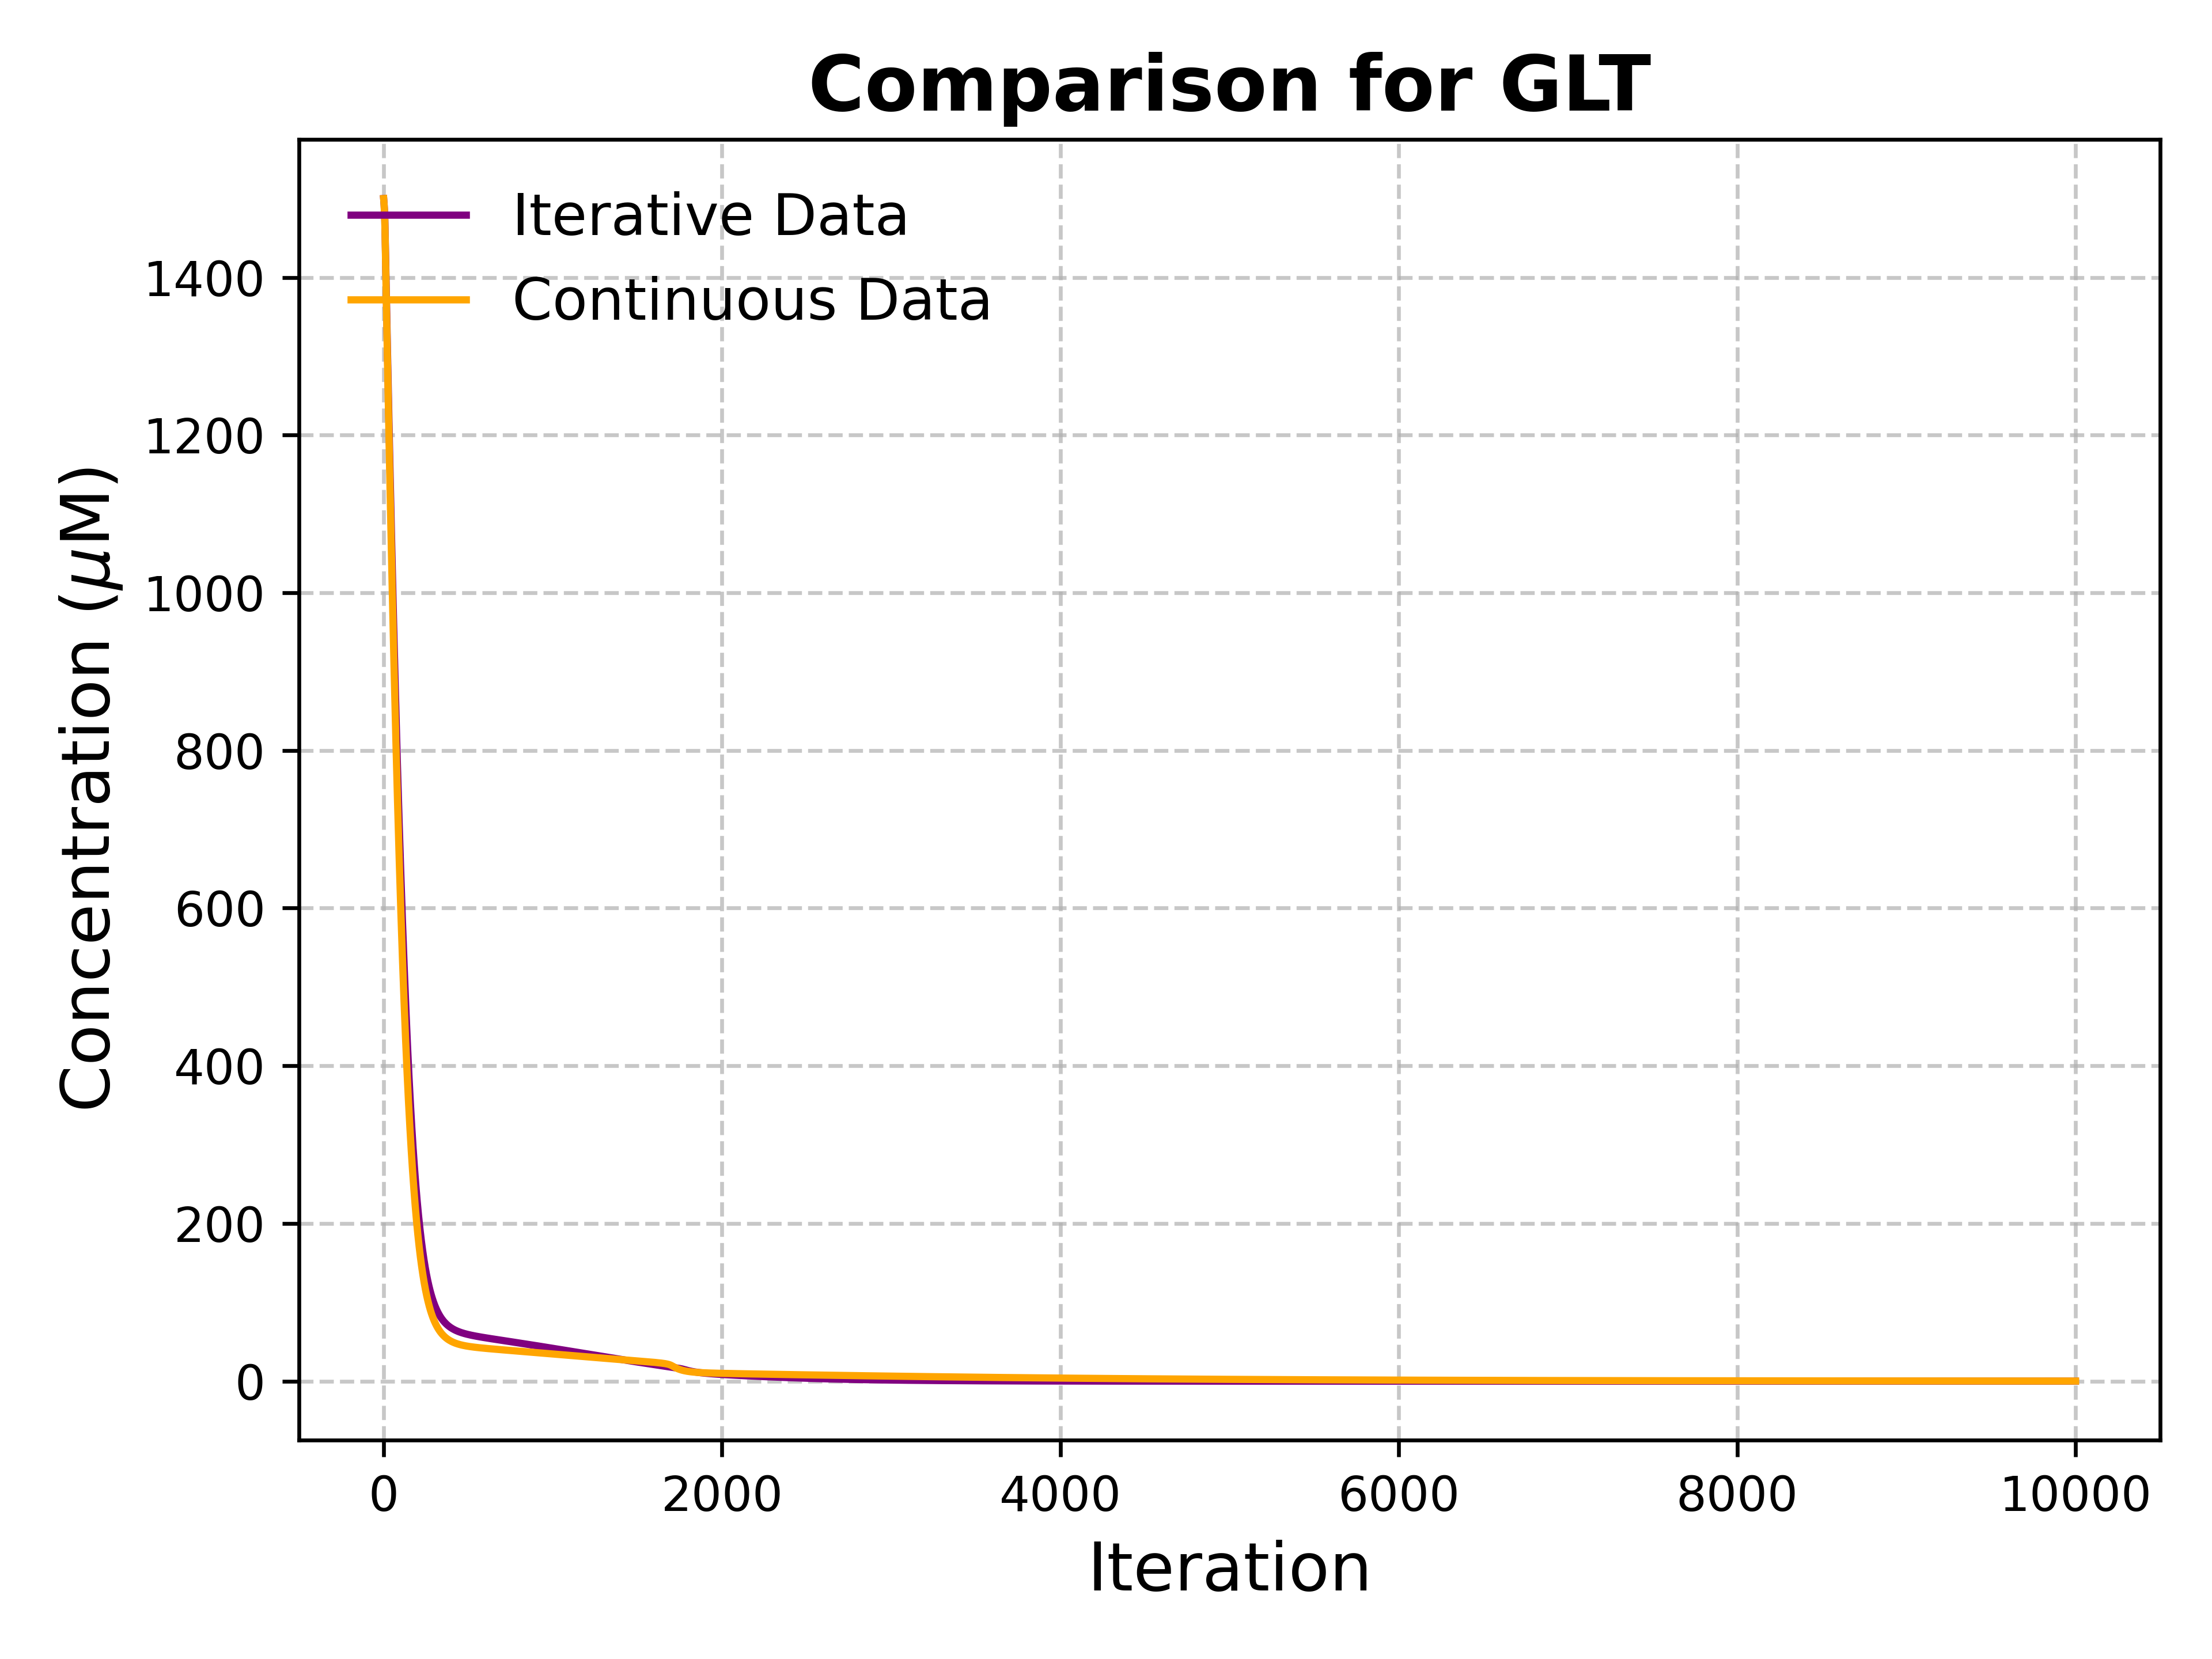 Comparison for GLT
Iterative Data
Continuous Data
Concentration (μM)
1400
1200
1000
800
600
400
200
0
0 2000 4000 6000 8000 10000
Iteration